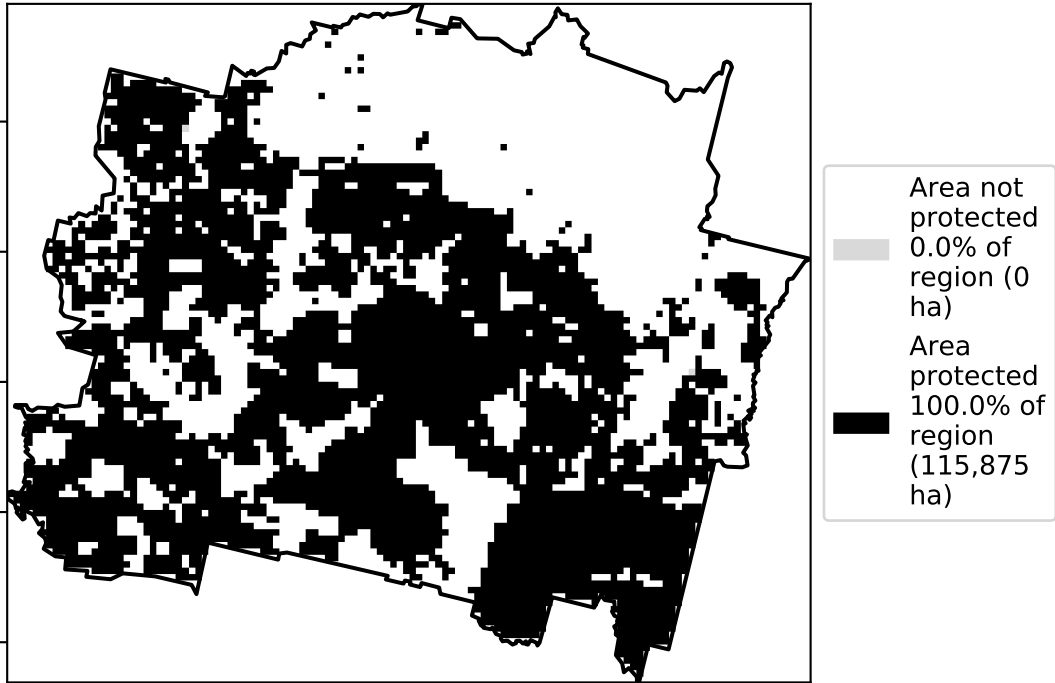 Area not
protected
0.0% of
region (0
ha)
Area
protected
100.0% of
region
(115,875
ha)